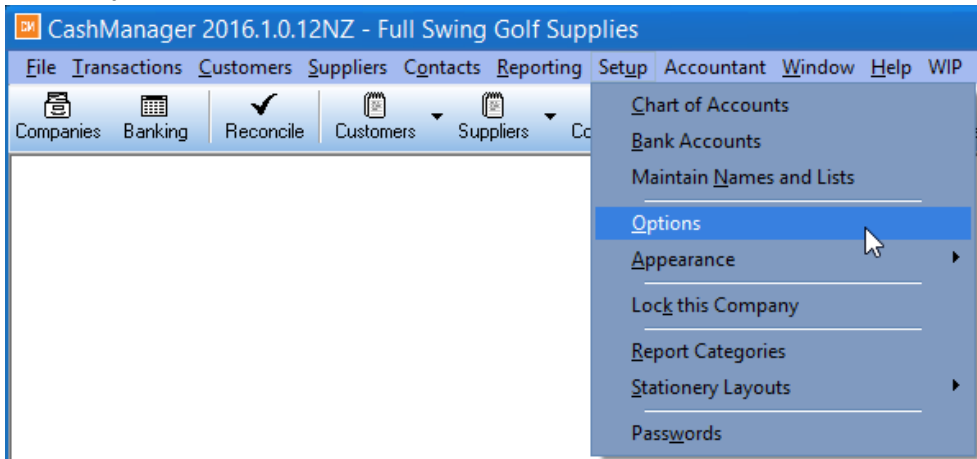 CashManager 2016.1.0.12NZ - Full Swing Golf Supplies
File Transactions Customers Suppliers Contacts Reporting Setup Accountant Window Help WIP
Companies Banking Reconcile Customers Suppliers Co
Chart of Accounts
Bank Accounts
Maintain Names and Lists
Options
Appearance
Lock this Company
Report Categories
Stationery Layouts
Passwords